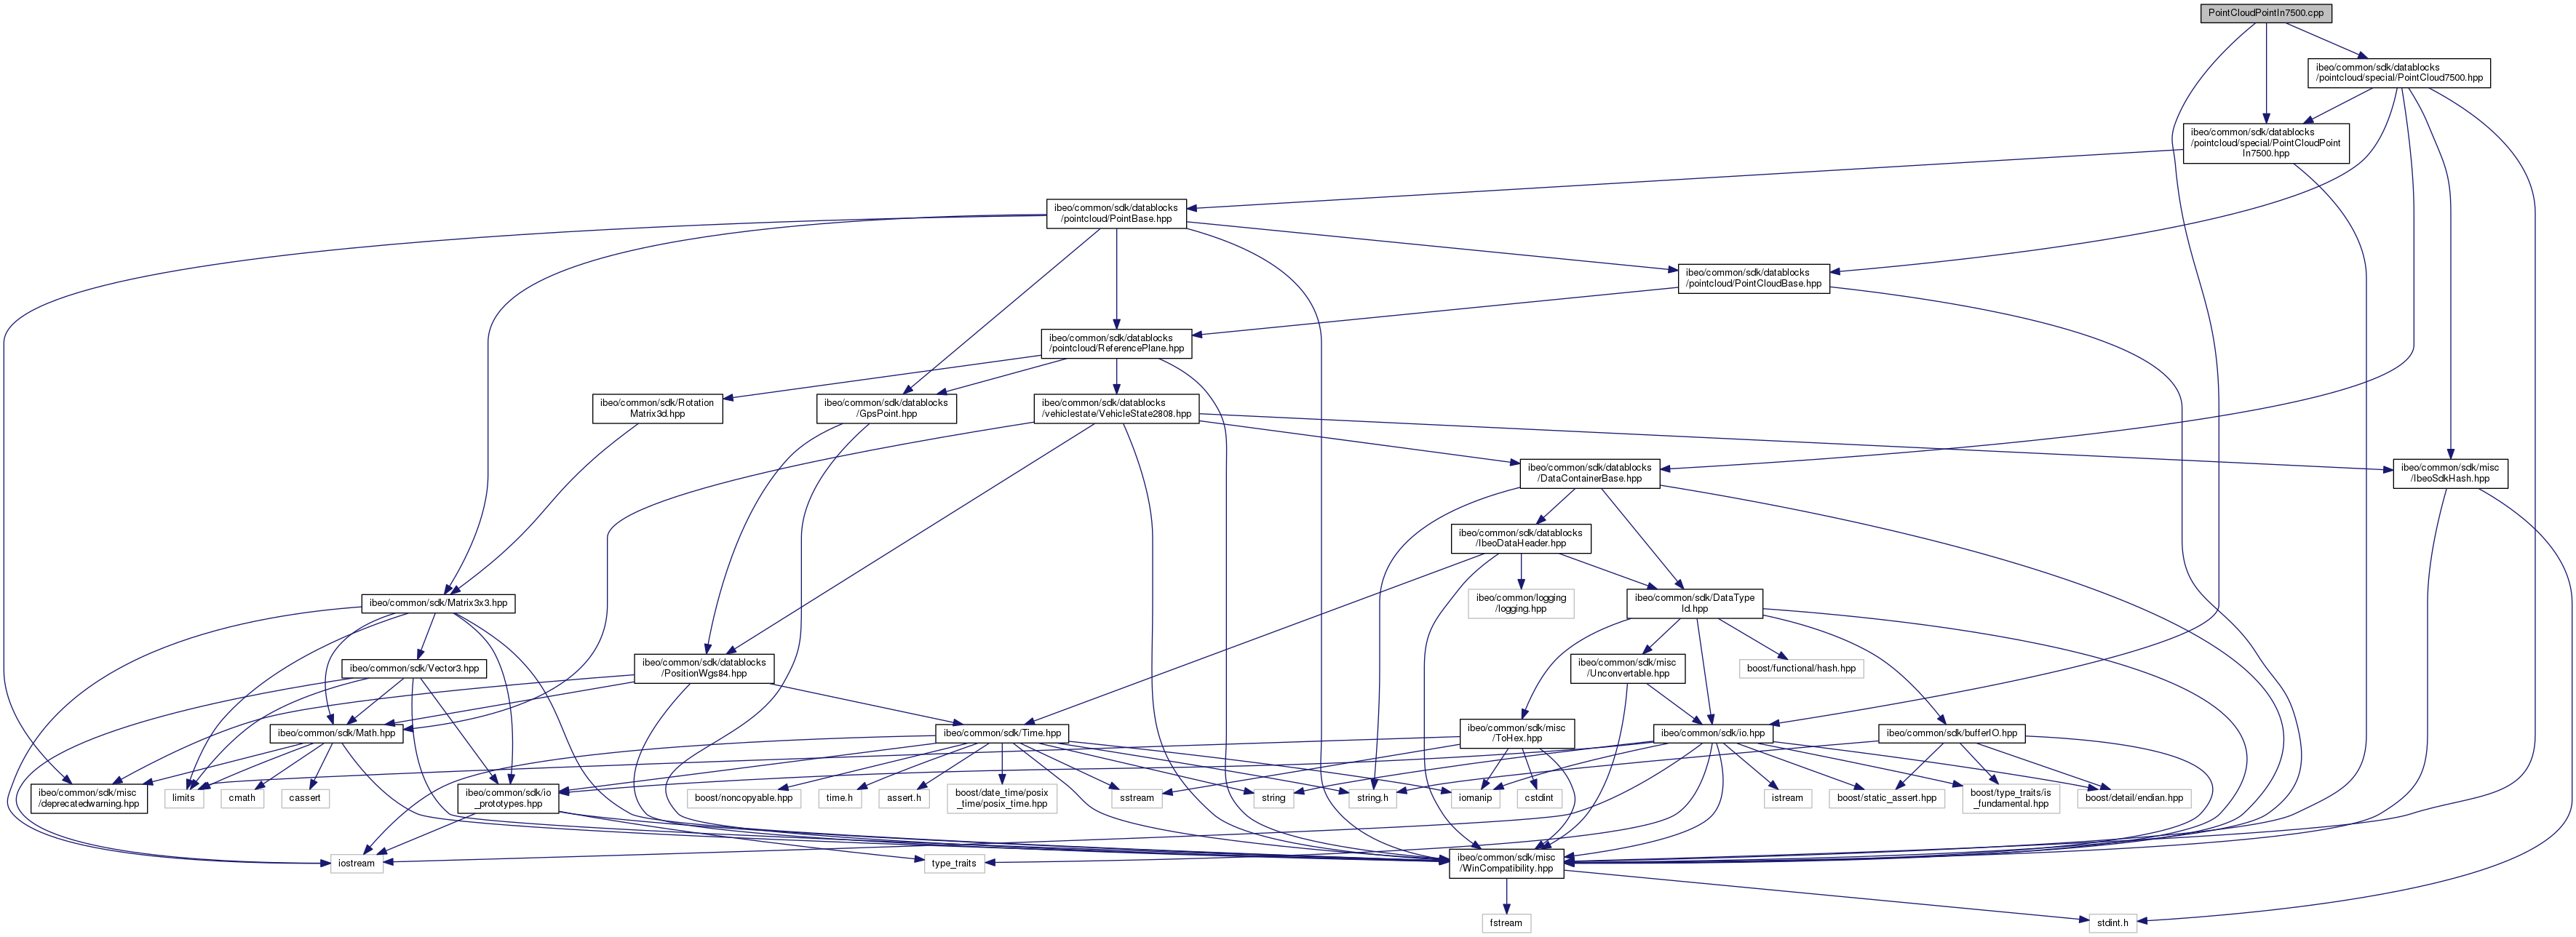 PointCloudPointIn7500.cpp
ibeo/common/sdk/datablocks
/pointcloud/special/PointCloud7500.hpp
ibeo/common/sdk/datablocks
/pointcloud/special/PointCloudPoint
In7500.hpp
ibeo/common/sdk/datablocks
/pointcloud/PointBase.hpp
ibeo/common/sdk/datablocks
/pointcloud/PointCloudBase.hpp
ibeo/common/sdk/datablocks
/pointcloud/ReferencePlane.hpp
ibeo/common/sdk/Rotation
Matrix3d.hpp
ibeo/common/sdk/datablocks
/GpsPoint.hpp
ibeo/common/sdk/datablocks
/vehiclestate/VehicleState2808.hpp
ibeo/common/sdk/datablocks
/DataContainerBase.hpp
ibeo/common/sdk/misc
/IbeoSdkHash.hpp
ibeo/common/sdk/datablocks
/IbeoDataHeader.hpp
ibeo/common/sdk/Matrix3x3.hpp
ibeo/common/logging
/logging.hpp
ibeo/common/sdk/DataType
Id.hpp
ibeo/common/sdk/Vector3.hpp
ibeo/common/sdk/datablocks
/PositionWgs84.hpp
ibeo/common/sdk/misc
/Unconvertable.hpp
boost/functional/hash.hpp
ibeo/common/sdk/Math.hpp
ibeo/common/sdk/Time.hpp
ibeo/common/sdk/misc
/ToHex.hpp
ibeo/common/sdk/io.hpp
ibeo/common/sdk/bufferIO.hpp
ibeo/common/sdk/misc
/deprecatedwarning.hpp
limits
cmath
cassert
ibeo/common/sdk/io
_prototypes.hpp
boost/noncopyable.hpp
time.h
assert.h
boost/date_time/posix
_time/posix_time.hpp
sstream
string
string.h
iomanip
cstdint
istream
boost/static_assert.hpp
boost/type_traits/is
_fundamental.hpp
boost/detail/endian.hpp
iostream
type_traits
ibeo/common/sdk/misc
/WinCompatibility.hpp
fstream
stdint.h